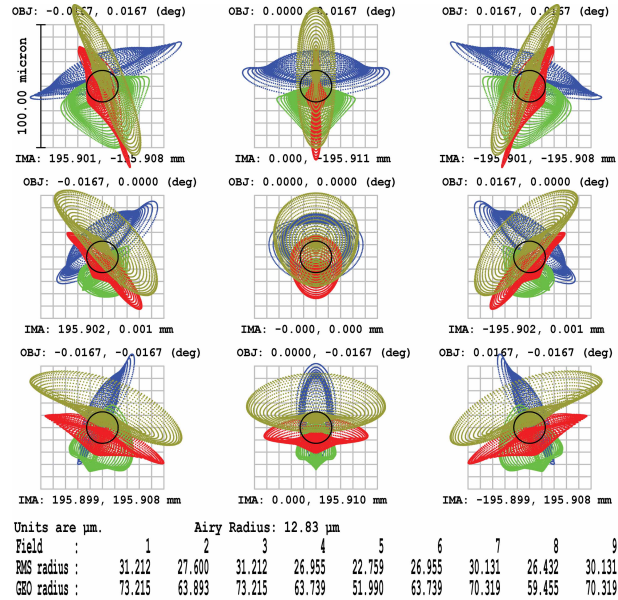 OBJ: -0.0167, 0.0167 (deg) OBJ: 0.0000, 0.0167 (deg) OBJ: 0.0167, 0.0167 (deg)
100.00 micron
IMA: 195.901, -195.908 mm IMA: 0.000, -195.911 mm IMA: -195.901, -195.908 mm
OBJ: -0.0167, 0.0000 (deg) OBJ: 0.0000, 0.0000 (deg) OBJ: 0.0167, 0.0000 (deg)
IMA: 195.902, 0.001 mm IMA: -0.000, 0.000 mm IMA: -195.902, 0.001 mm
OBJ: -0.0167, -0.0167 (deg) OBJ: 0.0000, -0.0167 (deg) OBJ: 0.0167, -0.0167 (deg)
IMA: 195.899, 195.908 mm IMA: 0.000, 195.910 mm IMA: -195.899, 195.908 mm
Units are µm. Airy Radius: 12.83 µm
Field : 1 2 3 4 5 6 7 8 9
RMS radius : 31.212 27.600 31.212 26.955 22.759 26.955 30.131 26.432 30.131
GEO radius : 73.215 63.893 73.215 63.739 51.990 63.739 70.319 59.455 70.319